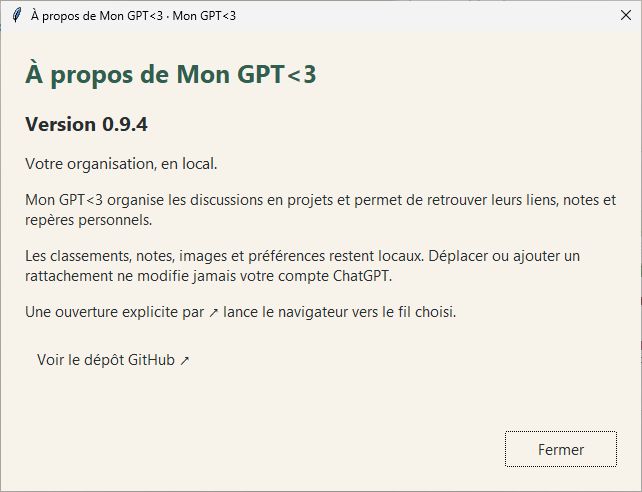 À propos de Mon GPT<3 · Mon GPT<3
À propos de Mon GPT<3
Version 0.9.4
Votre organisation, en local.
Mon GPT<3 organise les discussions en projets et permet de retrouver leurs liens, notes et
repères personnels.
Les classements, notes, images et préférences restent locaux. Déplacer ou ajouter un
rattachement ne modifie jamais votre compte ChatGPT.
Une ouverture explicite par ↗ lance le navigateur vers le fil choisi.
Voir le dépôt GitHub ↗
Fermer